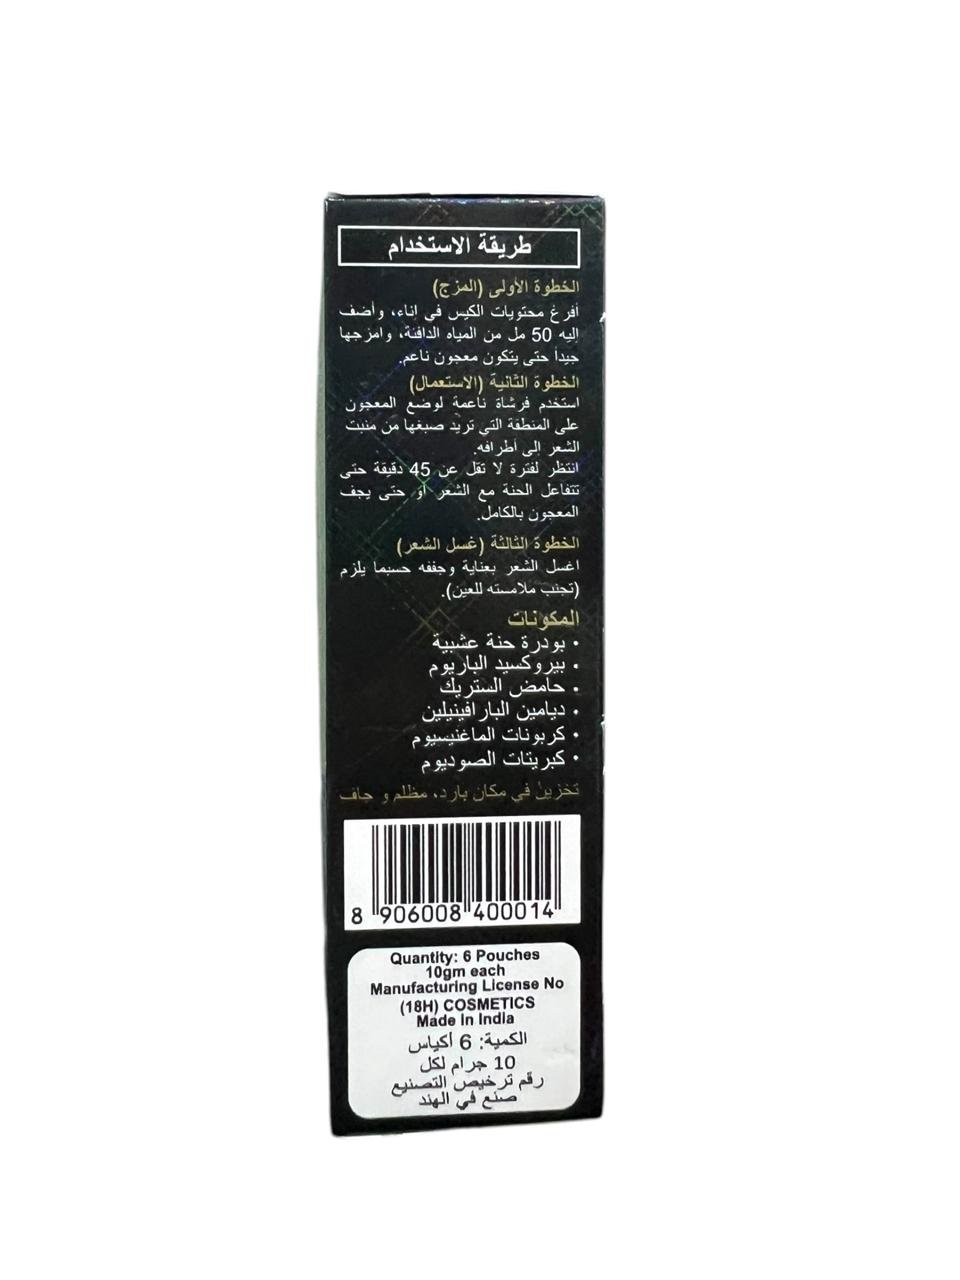 طريقة الاستخدام
الخطوة الأولى (المزج)
أفرغ محتويات الكيس في إناء، وأضف
إليه 50 مل من المياه الدافئة، وامزجها
جيداً حتى يتكون معجون ناعم.
الخطوة الثانية (الاستعمال)
استخدم فرشاة ناعمة لوضع المعجون
على المنطقة التي تريد صبغها من منبت
الشعر إلى أطرافه.
انتظر لفترة لا تقل عن 45 دقيقة حتى
تتفاعل الحنة مع الشعر أو حتى يجف
المعجون بالكامل.
الخطوة الثالثة (غسل الشعر)
اغسل الشعر بعناية وجففه حسبما يلزم
(تجنب ملامسته للعين).
المكونات
• بودرة حنة عشبية
• بيروكسيد الباريوم
• حامض الستريك
• ديامين البارافينيلين
• كربونات الماغنيسيوم
• كبريتات الصوديوم
تخزين في مكان بارد، مظلم و جاف
8 906008 400014
Quantity: 6 Pouches
10gm each
Manufacturing License No
(18H) COSMETICS
Made In India
الكمية: 6 أكياس
10 جرام لكل
رقم ترخيص التصنيع
صنع في الهند